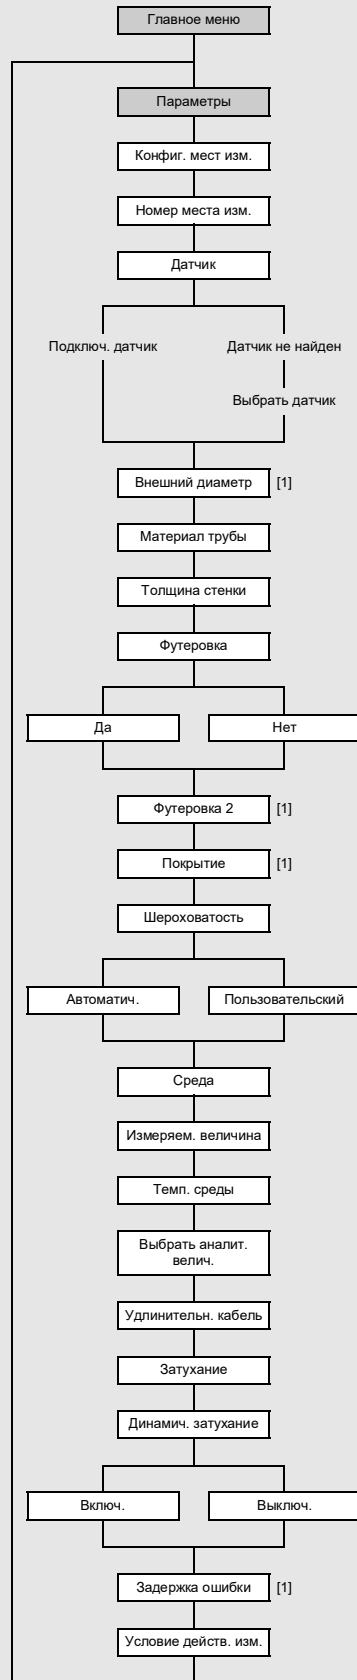 Главное меню
Параметры
Конфиг. мест изм.
Номер места изм.
Датчик
Подключ. датчик
Датчик не найден
Выбрать датчик
Внешний диаметр [1]
Материал трубы
Толщина стенки
Футеровка
Да
Нет
Футеровка 2 [1]
Покрытие [1]
Шероховатость
Автоматич.
Пользовательский
Среда
Измеряем. величина
Темп. среды
Выбрать аналит.
велич.
Удлинительн. кабель
Затухание
Динамич. затухание
Включ.
Выключ.
Задержка ошибки [1]
Условие действ. изм.